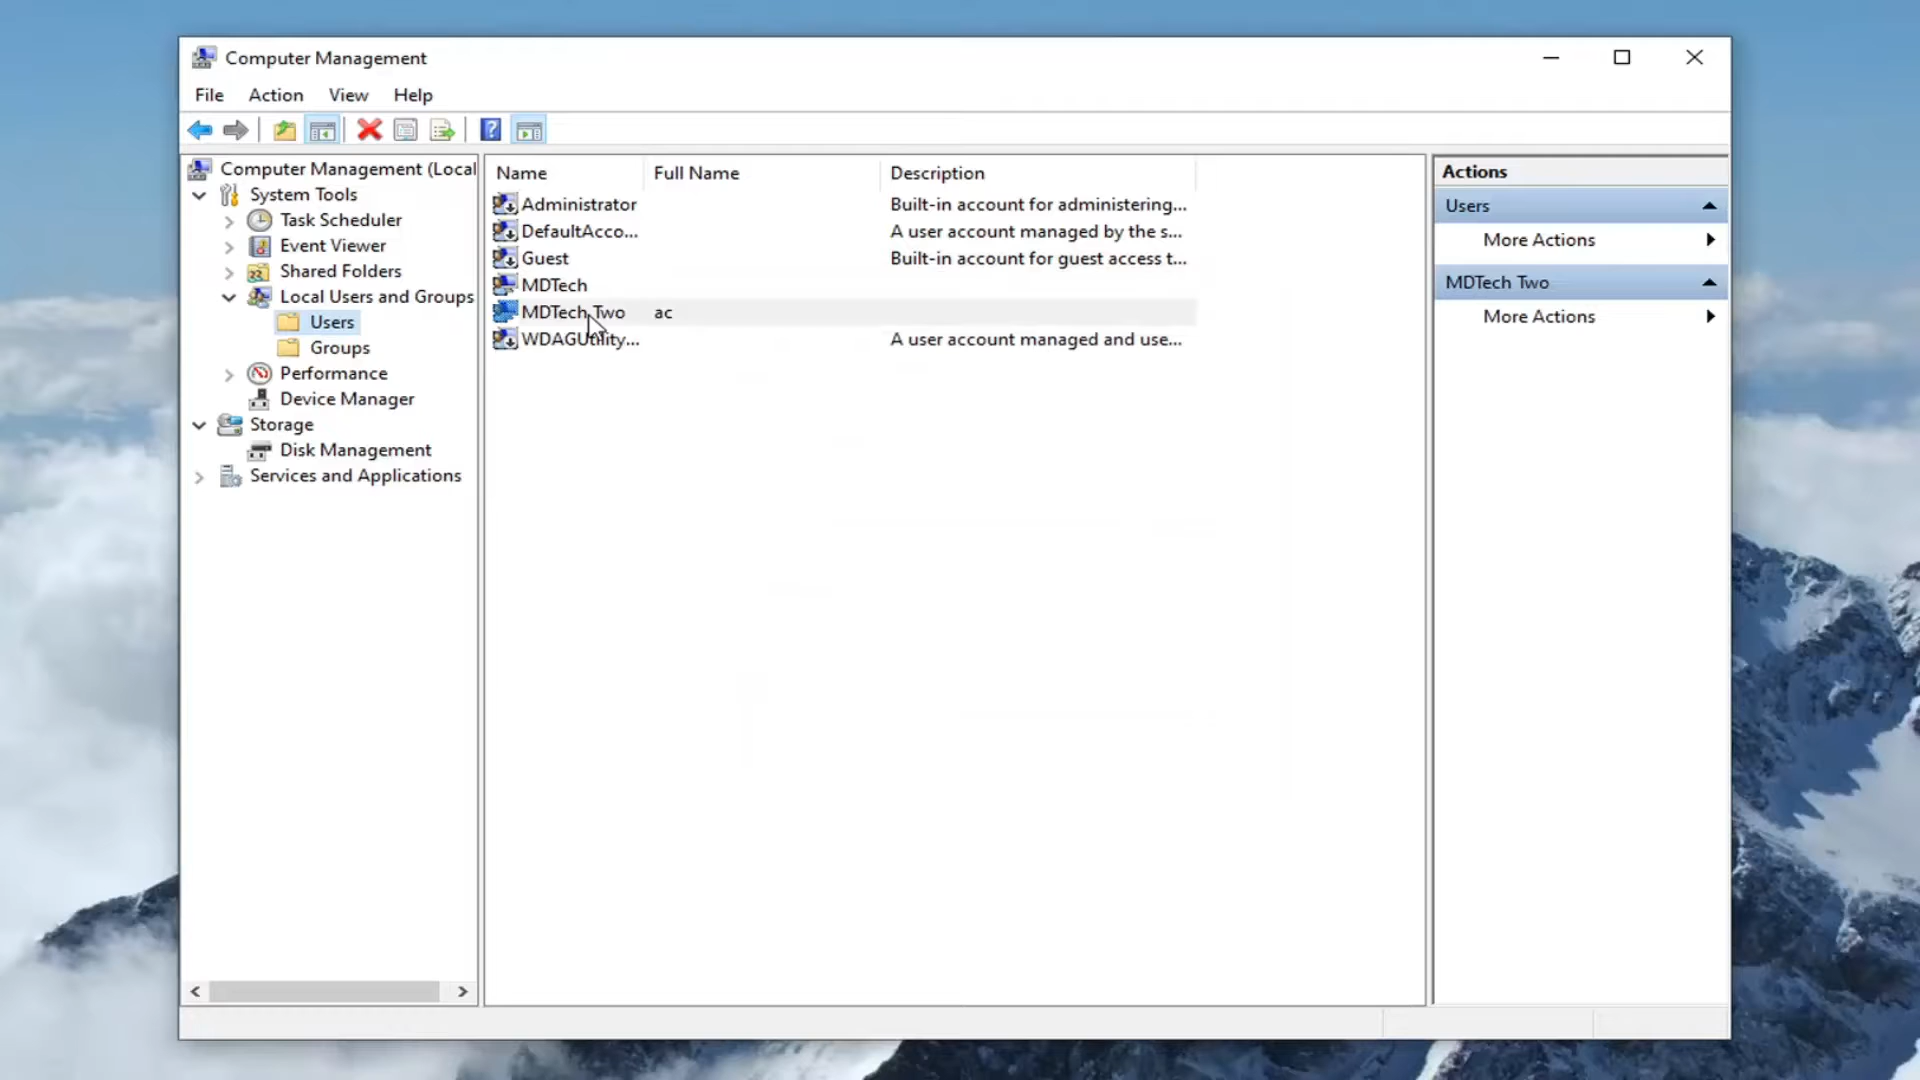 Computer Management
File Action View Help
Computer Management (Local
System Tools
Task Scheduler
Event Viewer
Shared Folders
Local Users and Groups
Users
Groups
Performance
Device Manager
Storage
Disk Management
Services and Applications
Name Full Name Description
Administrator Built-in account for administering...
DefaultAcco... A user account managed by the s...
Guest Built-in account for guest access t...
MDTech
MDTech Two ac
WDAGUtility... A user account managed and use...
Actions
Users
More Actions
MDTech Two
More Actions